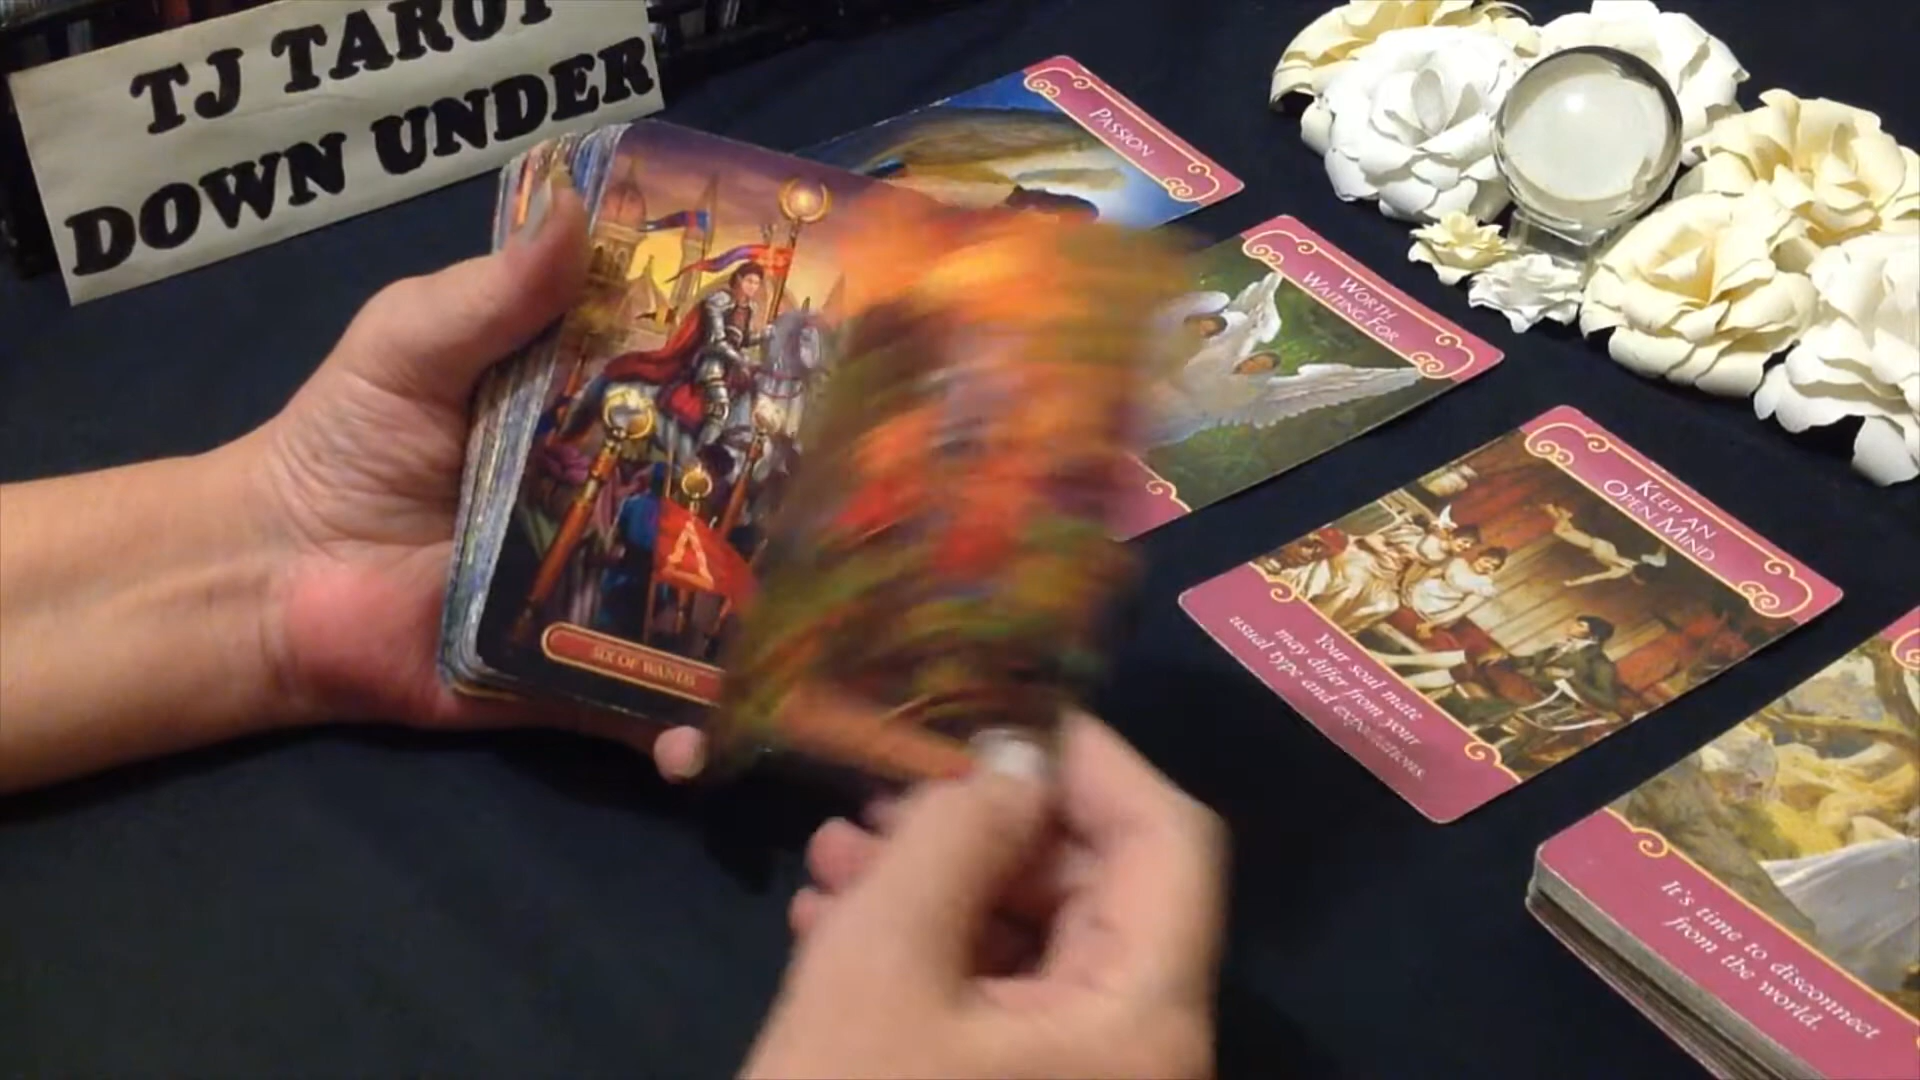 TJ TAROT
DOWN UNDER
PASSION
WORTH
WAITING FOR
SIX OF WANDS
KEEP AN
OPEN MIND
Your soul mate
may differ from your
usual type and expectations.
It's time to disconnect
from the world.